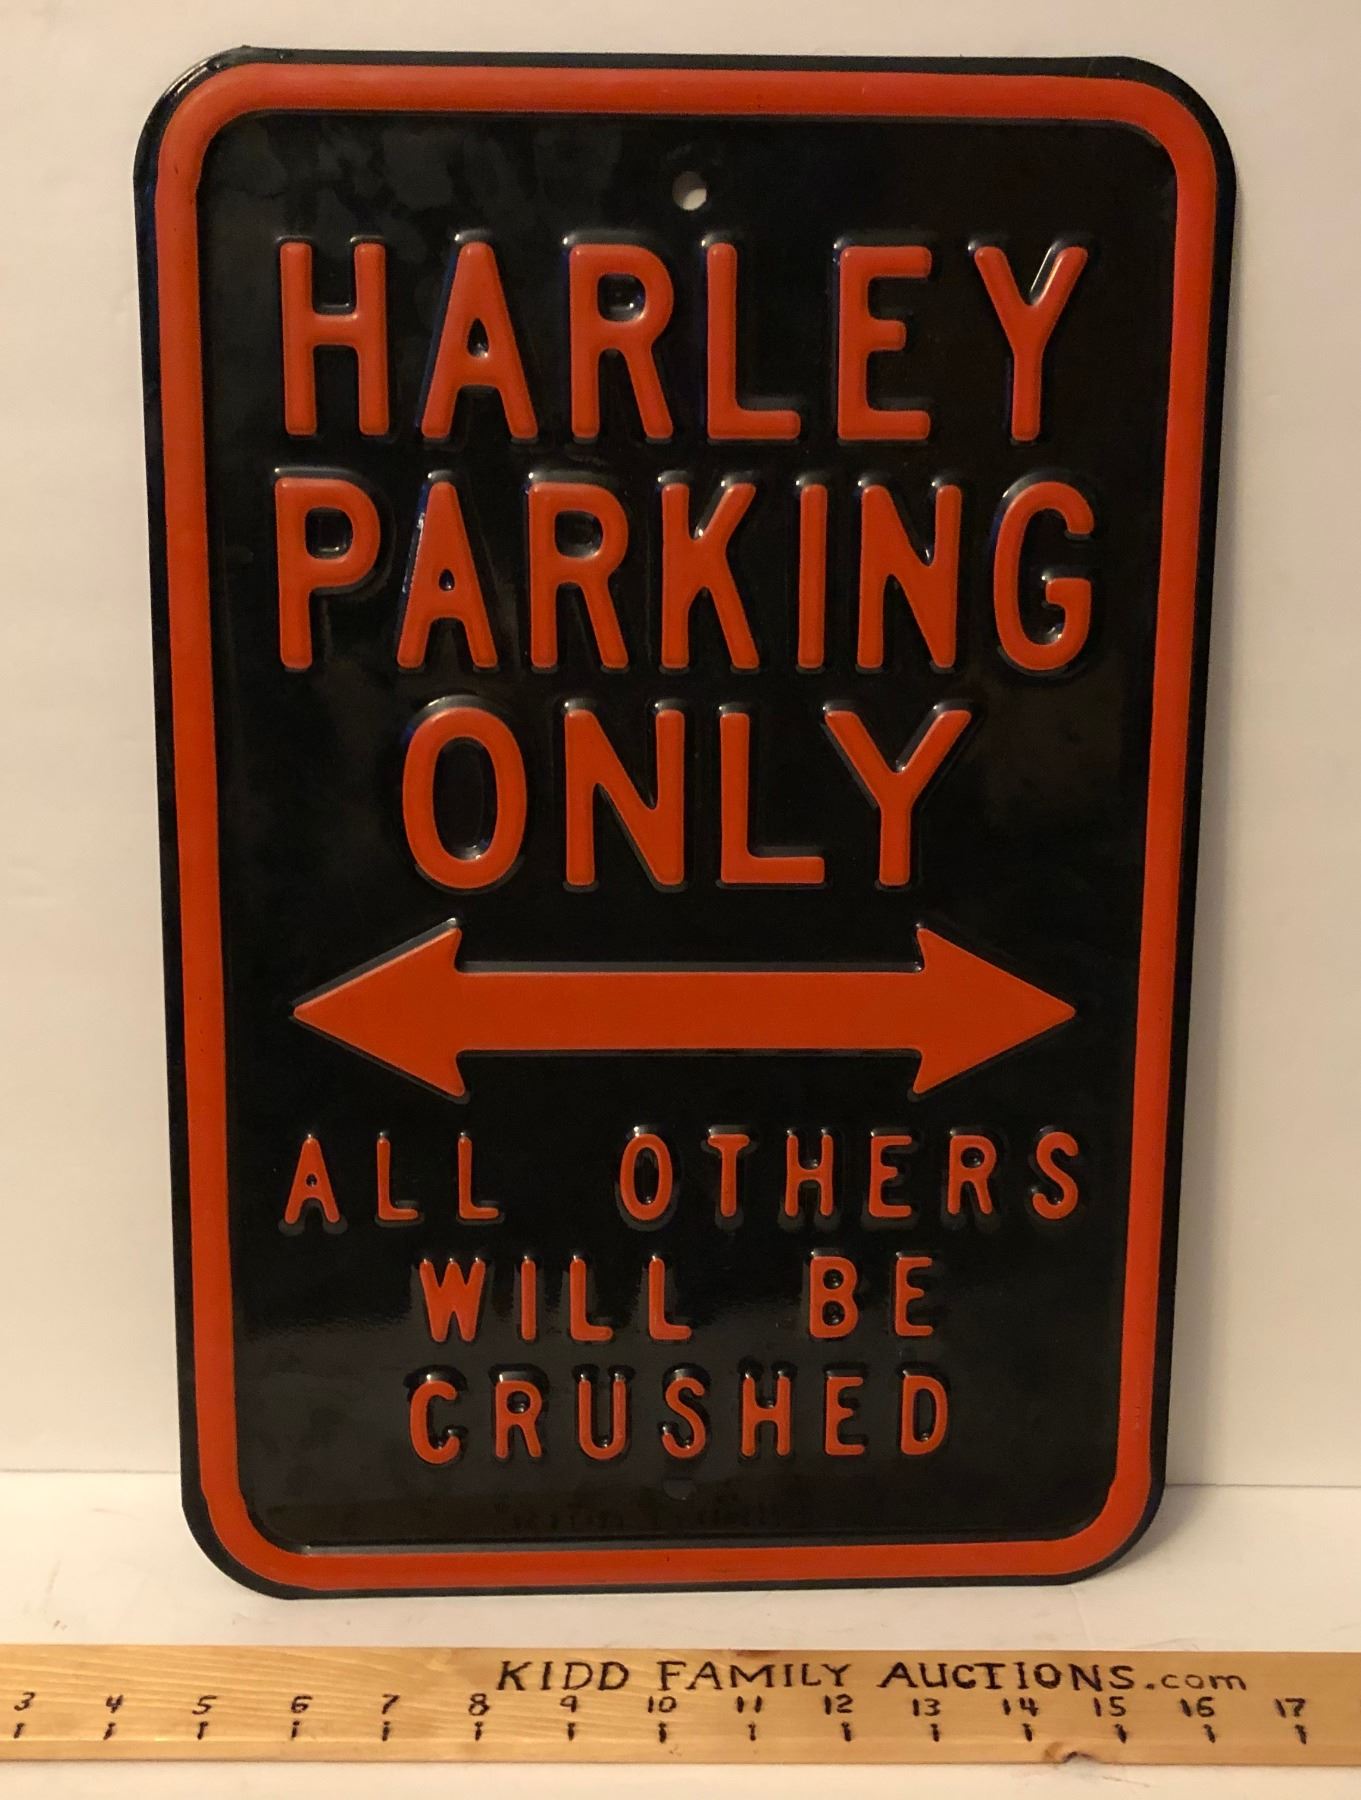 HARLEY
PARKING
ONLY
ALL OTHERS
WILL BE
CRUSHED
KIDD FAMILY AUCTIONS.com
3 4 5 6 7 8 9 10 11 12 13 14 15 16 17